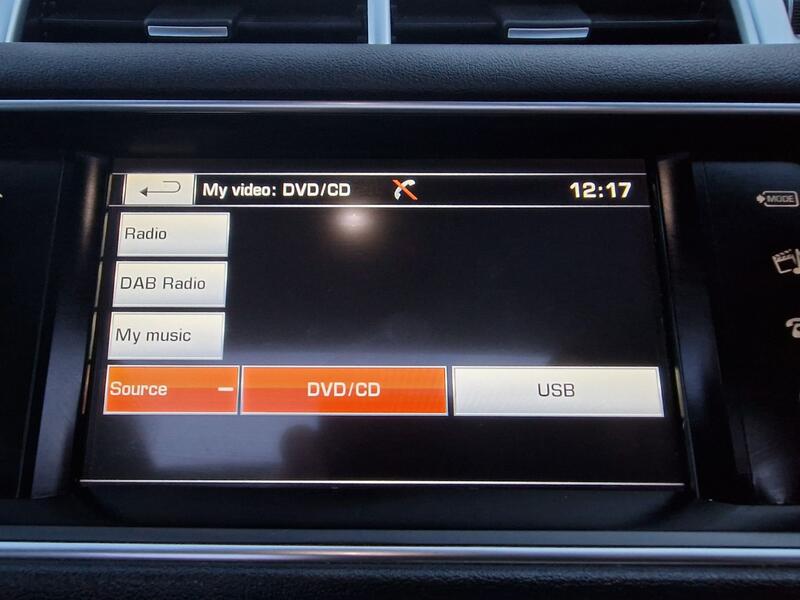 My video: DVD/CD 12:17
Radio
DAB Radio
My music
Source DVD/CD USB
MODE